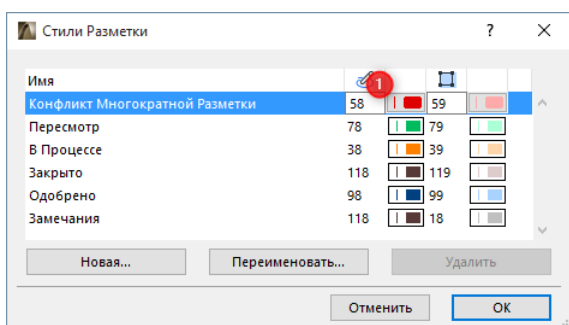 Стили Разметки ?
Имя 1
Конфликт Многократной Разметки 58 59
Пересмотр 78 79
В Процессе 38 39
Закрыто 118 119
Одобрено 98 99
Замечания 118 18
Новая... Переименовать... Удалить
Отменить OK